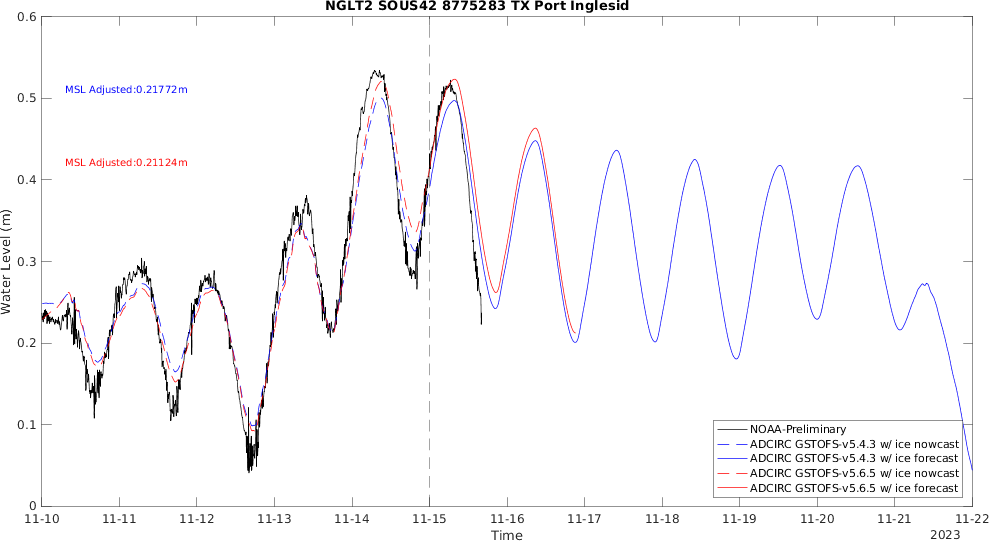 NGLT2 SOUS42 8775283 TX Port Inglesid
0.6
0.5
0.4
0.3
0.2
0.1
0
Water Level (m)
MSL Adjusted:0.21772m
MSL Adjusted:0.21124m
NOAA-Preliminary
ADCIRC GSTOFS-v5.4.3 w/ ice nowcast
ADCIRC GSTOFS-v5.4.3 w/ ice forecast
ADCIRC GSTOFS-v5.6.5 w/ ice nowcast
ADCIRC GSTOFS-v5.6.5 w/ ice forecast
11-10 11-11 11-12 11-13 11-14 11-15 11-16 11-17 11-18 11-19 11-20 11-21 11-22
Time
2023